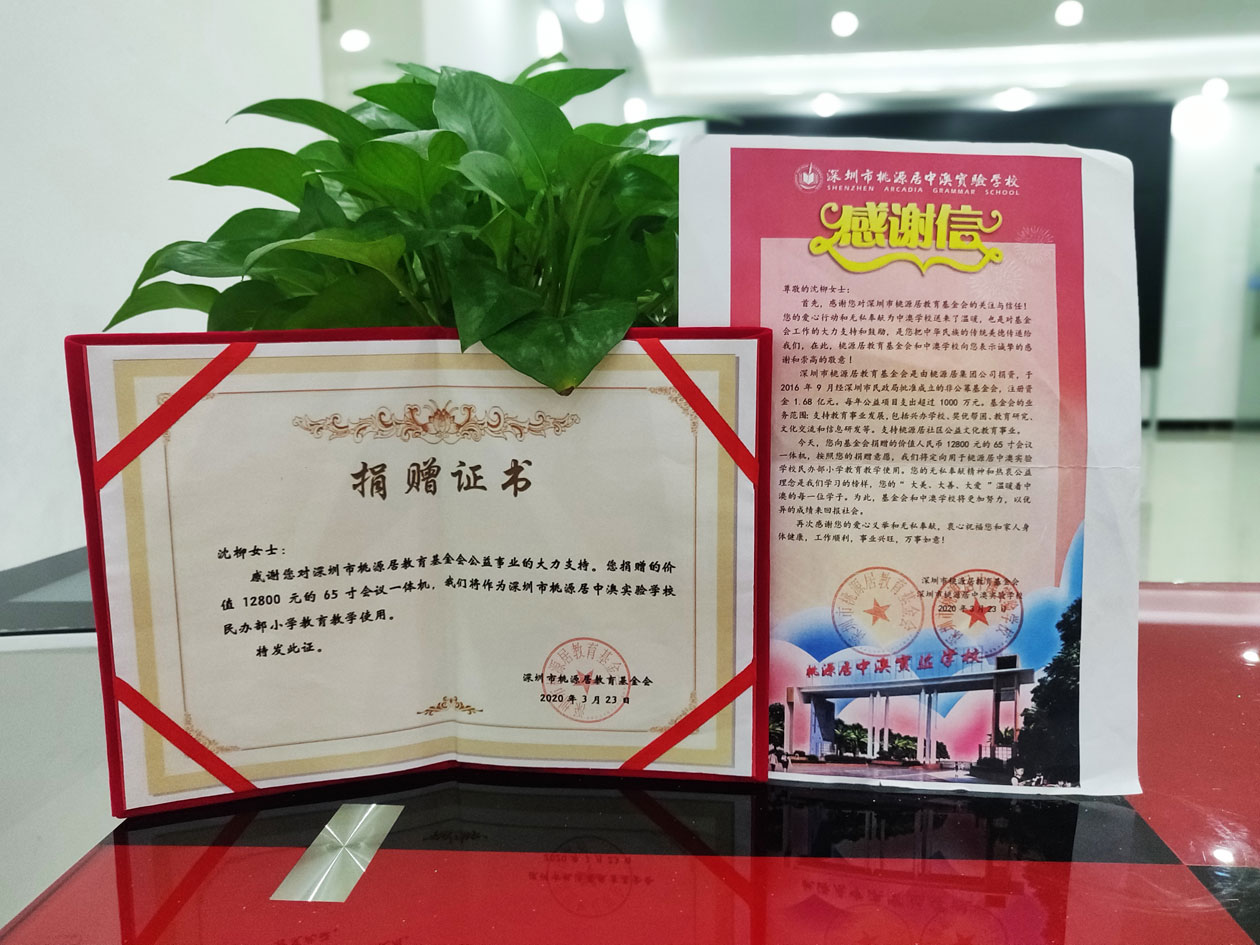 捐赠证书
沈柳女士：
感谢您对深圳市桃源居教育基金会公益事业的大力支持。您捐赠的价
值 12800 元的 65 寸会议一体机，我们将作为深圳市桃源居中澳实验学校
民办部小学教育教学使用。
特发此证。
深圳市桃源居教育基金会
2020 年 3 月 23 日
深圳市桃源居中澳實驗学校
SHENZHEN ARCADIA GRAMMAR SCHOOL
感谢信
尊敬的沈柳女士：
首先，感谢您对深圳市桃源居教育基金会的关注与信任！
您的爱心行动和无私奉献为中澳学校送来了温暖，也是对基金
会工作的大力支持和鼓励，是您把中华民族的传统美德传递给
我们。在此，桃源居教育基金会和中澳学校向您表示诚挚的感
谢和崇高的敬意！
深圳市桃源居教育基金会是由桃源居集团公司捐资，于
2016 年 9 月经深圳市民政局批准成立的非公募基金会，注册资
金 1.68 亿元。每年公益项目支出超过 1000 万元。基金会的业
务范围：支持教育事业发展，包括兴办学校、奖优帮困、教育研究、
文化交流和信息研发等。支持桃源居社区公益文化教育事业。
今天，您向基金会捐赠的价值人民币 12800 元的 65 寸会议
一体机，按照您的捐赠意愿，我们将定向用于桃源居中澳实验
学校民办部小学教育教学使用。您的无私奉献精神和热衷公益
理念是我们学习的榜样，您的“ 大美、大善、大爱 ”温暖着中
澳的每一位学子。为此，基金会和中澳学校将更加努力，以优
异的成绩来回报社会。
再次感谢您的爱心义举和无私奉献，衷心祝福您和家人身
体健康，工作顺利，事业兴旺，万事如意！
深圳市桃源居教育基金会
深圳市桃源居中澳实验学校
2020 年 3 月 23 日
桃源居中澳實驗学校